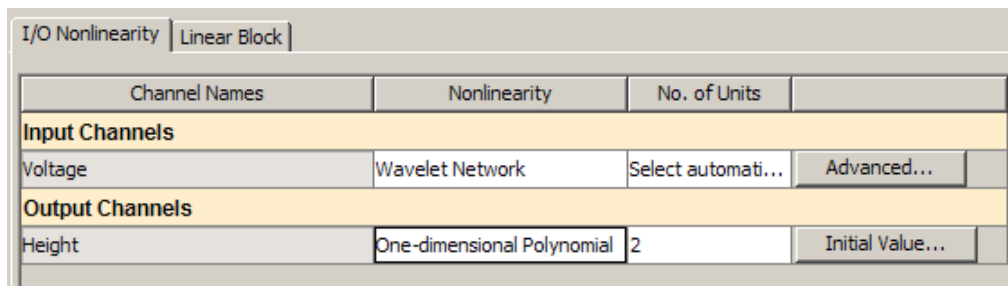 I/O Nonlinearity Linear Block
Channel Names Nonlinearity No. of Units
Input Channels
Voltage Wavelet Network Select automati... Advanced...
Output Channels
Height One-dimensional Polynomial 2 Initial Value...